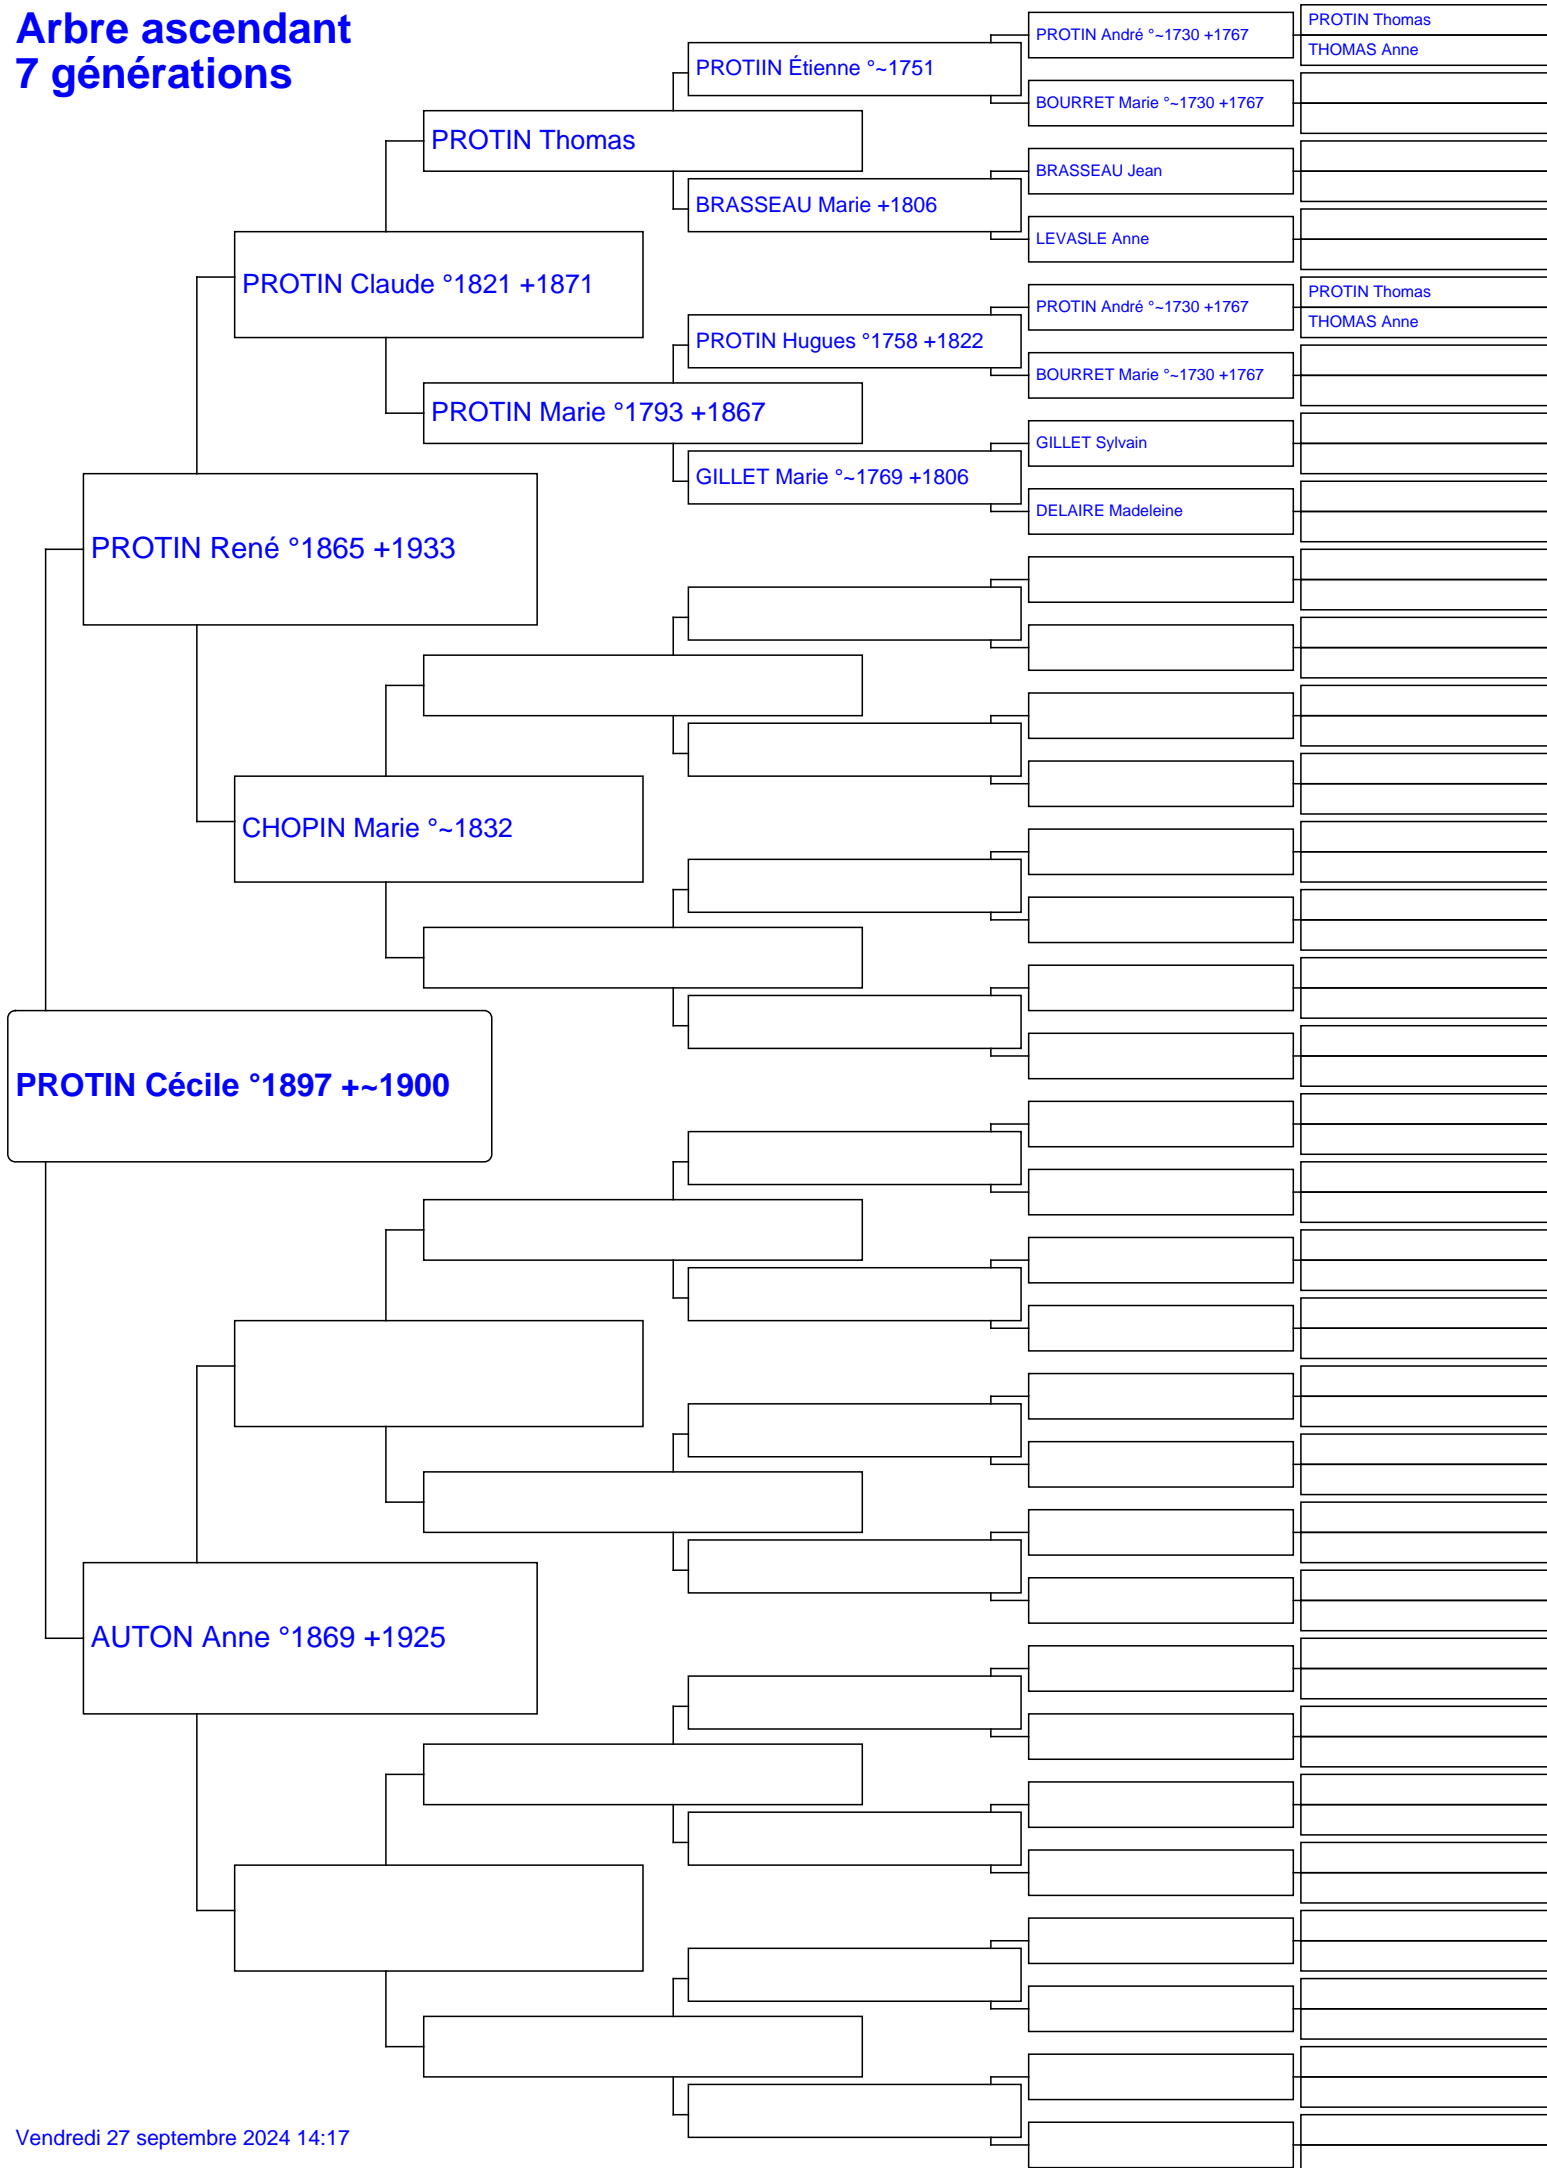 Arbre ascendant
7 générations
PROTIN Thomas
THOMAS Anne
PROTIN André °~1730 +1767
PROTIIN Étienne °~1751
BOURRET Marie °~1730 +1767
PROTIN Thomas
BRASSEAU Jean
BRASSEAU Marie +1806
LEVASLE Anne
PROTIN Claude °1821 +1871
PROTIN Thomas
THOMAS Anne
PROTIN André °~1730 +1767
PROTIN Hugues °1758 +1822
BOURRET Marie °~1730 +1767
PROTIN Marie °1793 +1867
GILLET Sylvain
GILLET Marie °~1769 +1806
DELAIRE Madeleine
PROTIN René °1865 +1933
CHOPIN Marie °~1832
PROTIN Cécile °1897 +~1900
AUTON Anne °1869 +1925
Vendredi 27 septembre 2024 14:17